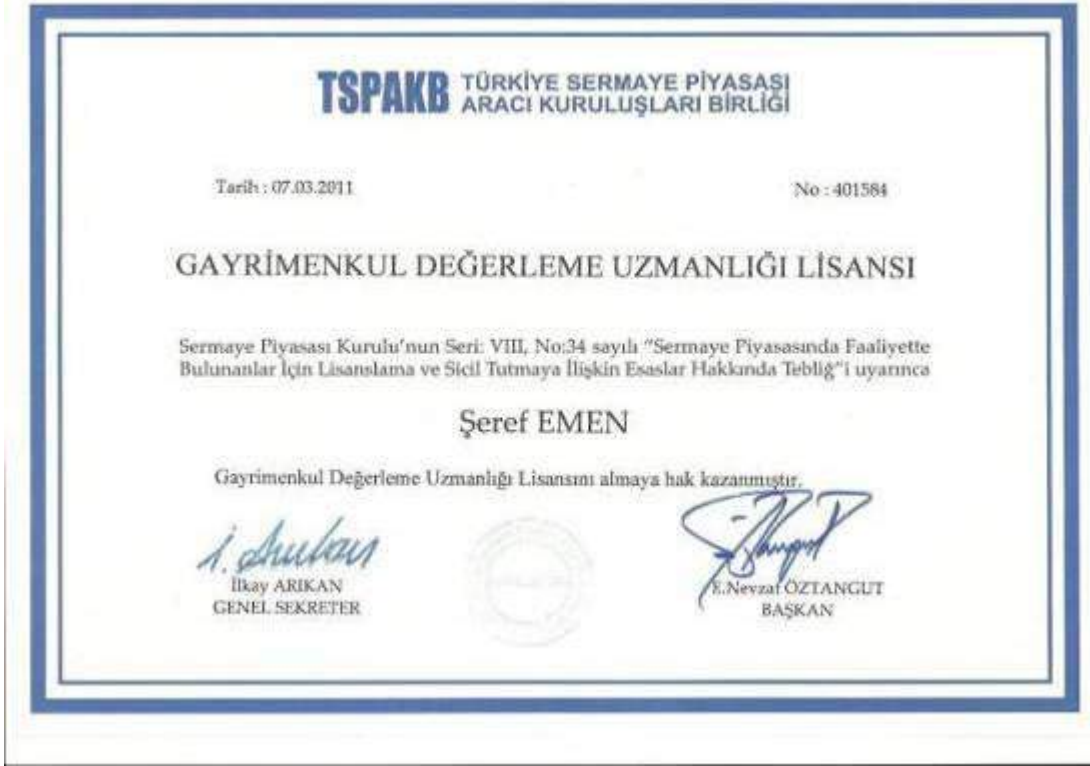 TSPAKB TÜRKİYE SERMAYE PİYASASI
ARACI KURULUŞLARI BİRLİĞİ
Tarih : 07.03.2011
No : 401584
GAYRİMENKUL DEĞERLEME UZMANLIĞI LİSANSI
Sermaye Piyasası Kurulu'nun Seri: VIII, No:34 sayılı "Sermaye Piyasasında Faaliyette
Bulunanlar İçin Lisanslama ve Sicil Tutmaya İlişkin Esaslar Hakkında Tebliğ"i uyarınca
Şeref EMEN
Gayrimenkul Değerleme Uzmanlığı Lisansını almaya hak kazanmıştır.
İlkay ARIKAN
GENEL SEKRETER
E.Nevzat ÖZTANGUT
BAŞKAN